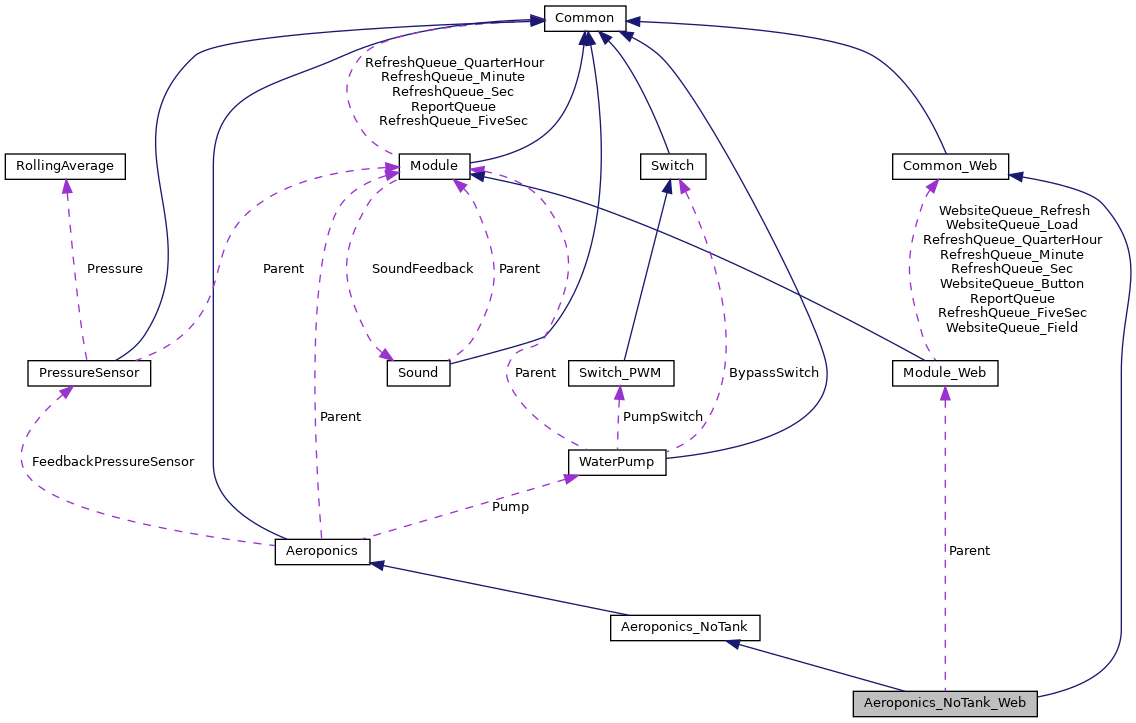 Common
RefreshQueue_QuarterHour
RefreshQueue_Minute
RefreshQueue_Sec
ReportQueue
RefreshQueue_FiveSec
RollingAverage
Module
Switch
Common_Web
WebsiteQueue_Refresh
WebsiteQueue_Load
RefreshQueue_QuarterHour
RefreshQueue_Minute
RefreshQueue_Sec
WebsiteQueue_Button
ReportQueue
RefreshQueue_FiveSec
WebsiteQueue_Field
Pressure
Parent
SoundFeedback
Parent
PressureSensor
Sound
Parent
Switch_PWM
BypassSwitch
Module_Web
Parent
PumpSwitch
FeedbackPressureSensor
WaterPump
Pump
Aeroponics
Parent
Aeroponics_NoTank
Aeroponics_NoTank_Web